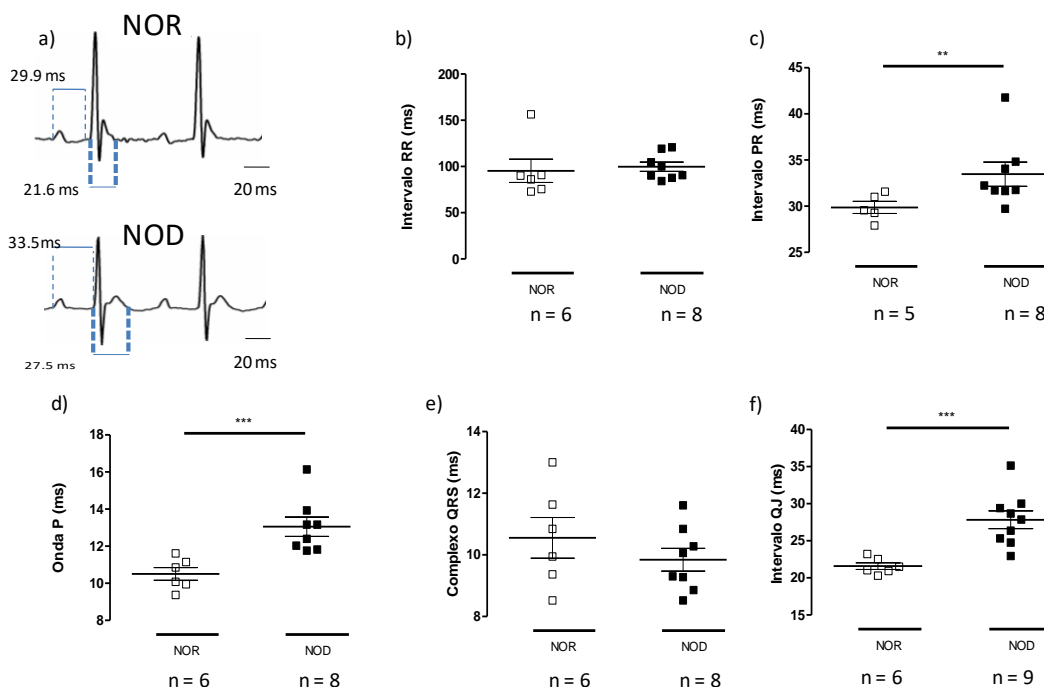 a)
NOR
29.9 ms
21.6 ms
20 ms
NOD
33.5 ms
27.5 ms
20 ms
b)
Intervalo RR (ms)
200
150
100
50
0
NOR
NOD
n = 6
n = 8
c)
**
Intervalo PR (ms)
45
40
35
30
25
NOR
NOD
n = 5
n = 8
d)
***
Onda P (ms)
18
16
14
12
10
8
NOR
NOD
n = 6
n = 8
e)
Complexo QRS (ms)
14
12
10
8
6
NOR
NOD
n = 6
n = 8
f)
***
Intervalo QJ (ms)
40
35
30
25
20
15
NOR
NOD
n = 6
n = 9